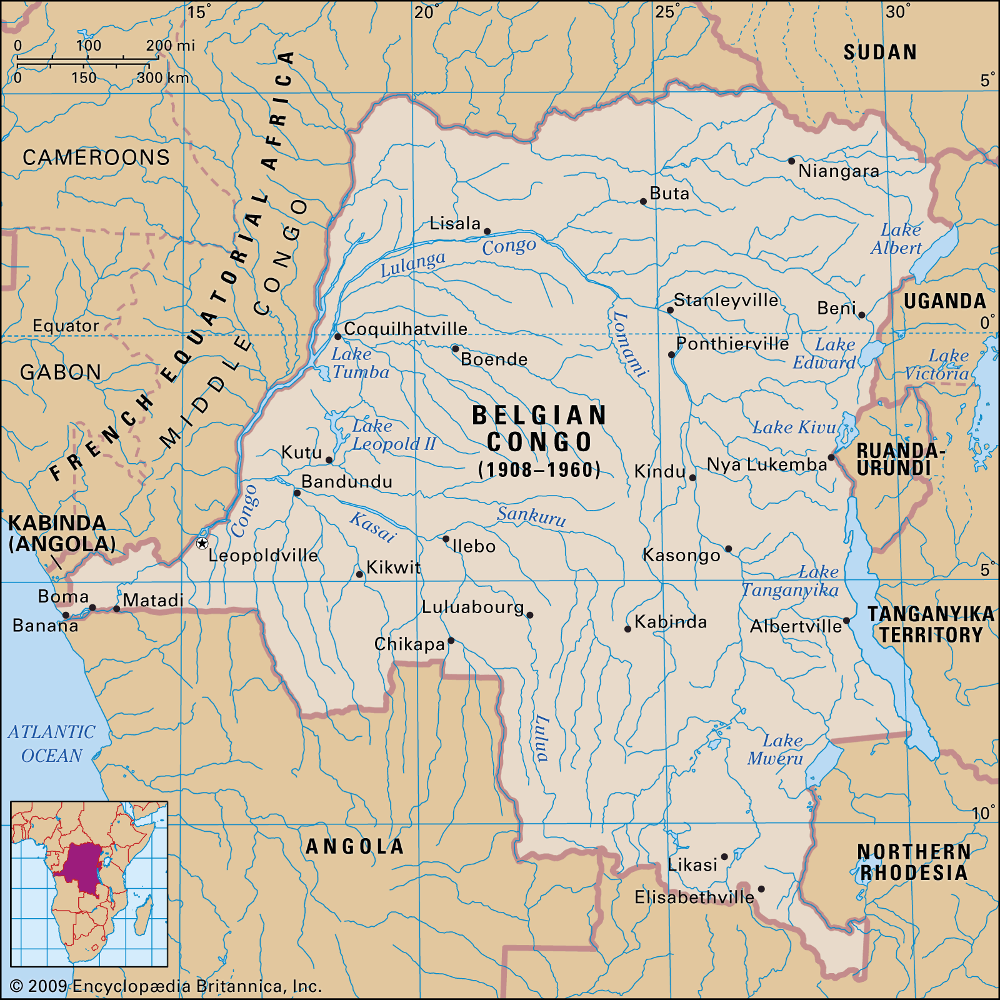 15°
20°
25°
30°
0 100 200 mi
0 150 300 km
SUDAN
5°
CAMEROONS
FRENCH EQUATORIAL AFRICA
MIDDLE CONGO
Niangara
Buta
Lisala
Congo
Lulanga
Lake
Albert
Stanleyville
Beni
UGANDA
Lomami
Equator
0°
Coquilhatville
Ponthierville
Lake
Edward
Lake
Tumba
Boende
Lake
Victoria
GABON
BELGIAN
CONGO
(1908–1960)
Lake
Leopold II
Lake Kivu
Kutu
RUANDA-
URUNDI
Nya Lukemba
Kindu
Bandundu
Congo
Kasai
Sankuru
KABINDA
(ANGOLA)
Leopoldville
Ilebo
Kasongo
Kikwit
5°
Lake
Tanganyika
Boma
Matadi
Banana
Luluabourg
Kabinda
Albertville
TANGANYIKA
TERRITORY
Chikapa
ATLANTIC
OCEAN
Lulua
Lake
Mweru
10°
ANGOLA
NORTHERN
RHODESIA
Likasi
Elisabethville
© 2009 Encyclopædia Britannica, Inc.